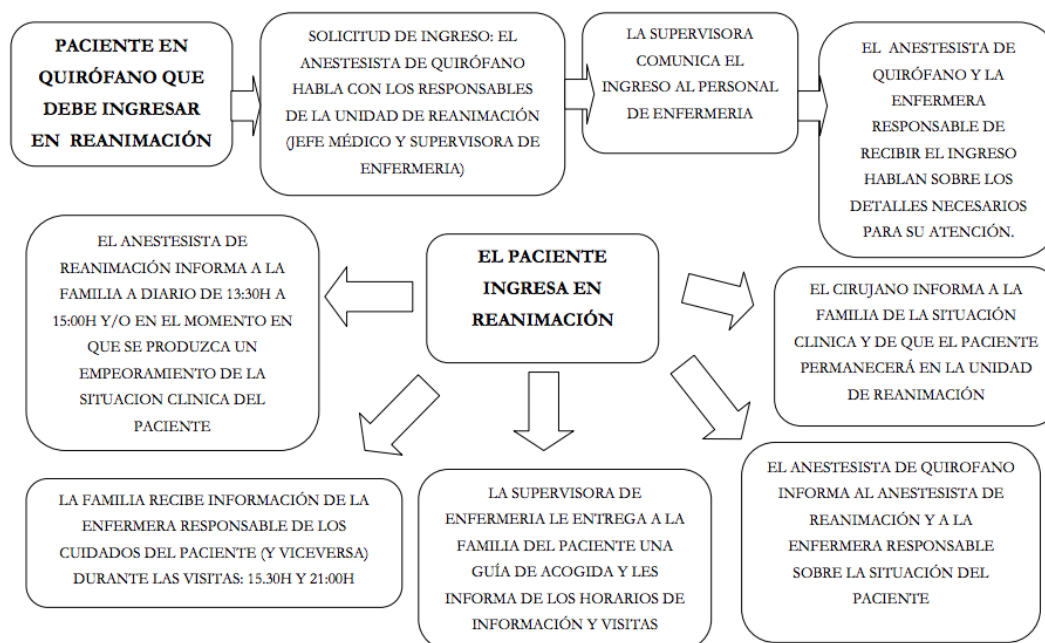 PACIENTE EN
QUIRÓFANO QUE
DEBE INGRESAR
EN REANIMACIÓN
SOLICITUD DE INGRESO: EL
ANESTESISTA DE QUIRÓFANO
HABLA CON LOS RESPONSABLES
DE LA UNIDAD DE REANIMACIÓN
(JEFE MÉDICO Y SUPERVISORA DE
ENFERMERIA)
LA SUPERVISORA
COMUNICA EL
INGRESO AL PERSONAL
DE ENFERMERIA
EL ANESTESISTA DE
QUIRÓFANO Y LA
ENFERMERA
RESPONSABLE DE
RECIBIR EL INGRESO
HABLAN SOBRE LOS
DETALLES NECESARIOS
PARA SU ATENCIÓN.
EL ANESTESISTA DE
REANIMACIÓN INFORMA A LA
FAMILIA A DIARIO DE 13:30H A
15:00H Y/O EN EL MOMENTO EN
QUE SE PRODUZCA UN
EMPEORAMIENTO DE LA
SITUACION CLINICA DEL
PACIENTE
EL PACIENTE
INGRESA EN
REANIMACIÓN
EL CIRUJANO INFORMA A LA
FAMILIA DE LA SITUACIÓN
CLINICA Y DE QUE EL PACIENTE
PERMANECERÁ EN LA UNIDAD
DE REANIMACIÓN
LA FAMILIA RECIBE INFORMACIÓN DE LA
ENFERMERA RESPONSABLE DE LOS
CUIDADOS DEL PACIENTE (Y VICEVERSA)
DURANTE LAS VISITAS: 15.30H Y 21:00H
LA SUPERVISORA DE
ENFERMERIA LE ENTREGA A LA
FAMILIA DEL PACIENTE UNA
GUÍA DE ACOGIDA Y LES
INFORMA DE LOS HORARIOS DE
INFORMACIÓN Y VISITAS
EL ANESTESISTA DE QUIROFANO
INFORMA AL ANESTESISTA DE
REANIMACIÓN Y A LA
ENFERMERA RESPONSABLE
SOBRE LA SITUACIÓN DEL
PACIENTE